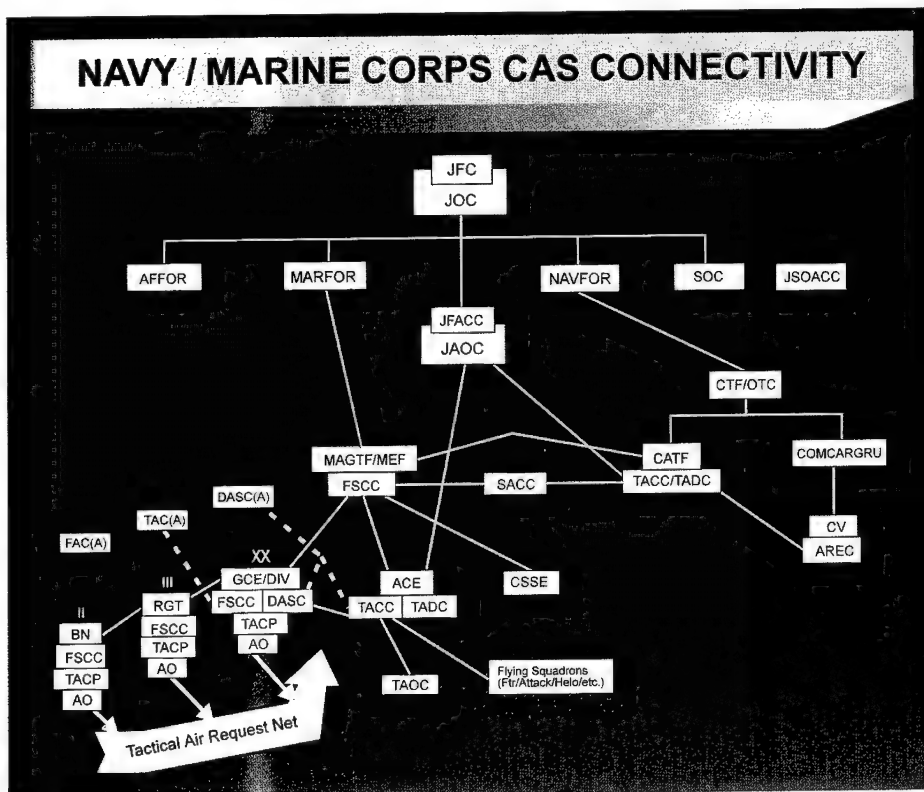 NAVY / MARINE CORPS CAS CONNECTIVITY
JFC
JOC
AFFOR
MARFOR
NAVFOR
SOC
JSOACC
JFACC
JAOC
CTF/OTC
MAGTF/MEF
FSCC
SACC
CATF
TACC/TADC
COMCARGRU
CV
AREC
DASC(A)
TAC(A)
FAC(A)
XX
GCE/DIV
FSCC DASC
TACP
AO
III
RGT
FSCC
TACP
AO
II
BN
FSCC
TACP
AO
ACE
TACC TADC
CSSE
TAOC
Flying Squadrons
(Ftr/Attack/Helo/etc.)
Tactical Air Request Net